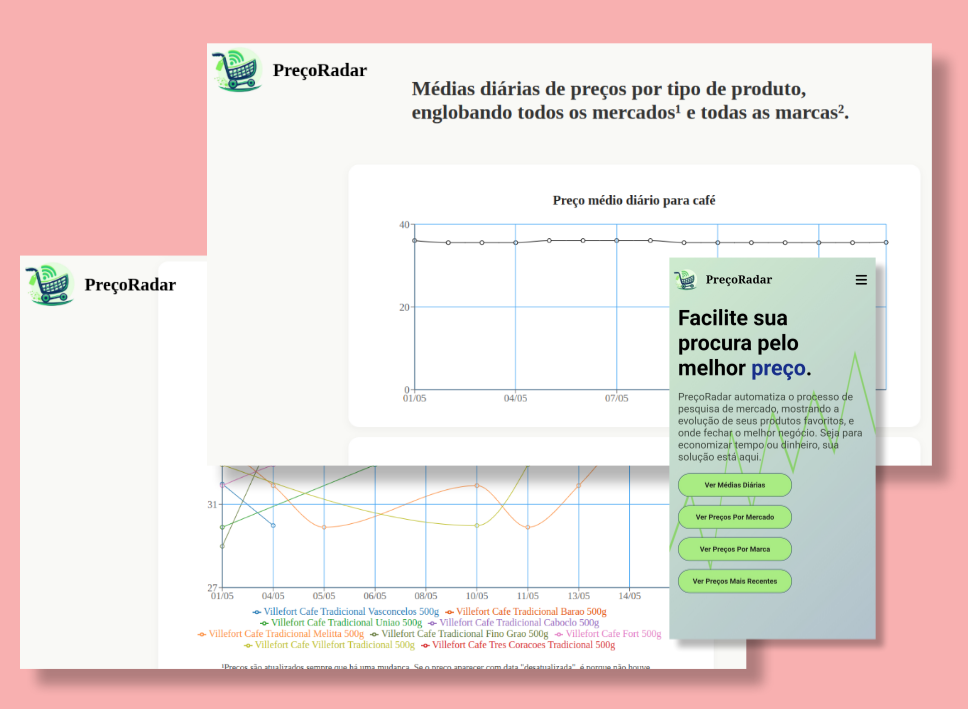 PreçoRadar
Médias diárias de preços por tipo de produto,
englobando todos os mercados¹ e todas as marcas².
Preço médio diário para café
40
20
0
01/05
04/05
07/05
PreçoRadar
31
27
01/05
04/05
05/05
06/05
08/05
10/05
11/05
13/05
14/05
Villefort Cafe Tradicional Vasconcelos 500g
Villefort Cafe Tradicional Barao 500g
Villefort Cafe Tradicional Uniao 500g
Villefort Cafe Tradicional Caboclo 500g
Villefort Cafe Tradicional Melitta 500g
Villefort Cafe Tradicional Fino Grao 500g
Villefort Cafe Fort 500g
Villefort Cafe Villefort Tradicional 500g
Villefort Cafe Tres Coracoes Tradicional 500g
¹Preços são atualizados sempre que há uma mudança. Se o preço aparecer com data "desatualizada", é porque não houve
PreçoRadar
Facilite sua
procura pelo
melhor preço.
PreçoRadar automatiza o processo de
pesquisa de mercado, mostrando a
evolução de seus produtos favoritos, e
onde fechar o melhor negócio. Seja para
economizar tempo ou dinheiro, sua
solução está aqui.
Ver Médias Diárias
Ver Preços Por Mercado
Ver Preços Por Marca
Ver Preços Mais Recentes